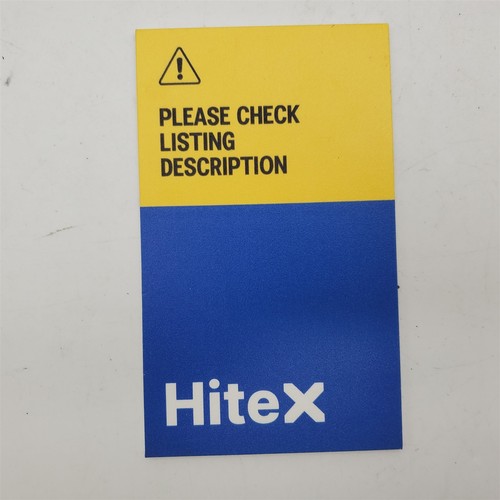 PLEASE CHECK
LISTING
DESCRIPTION
HiteX